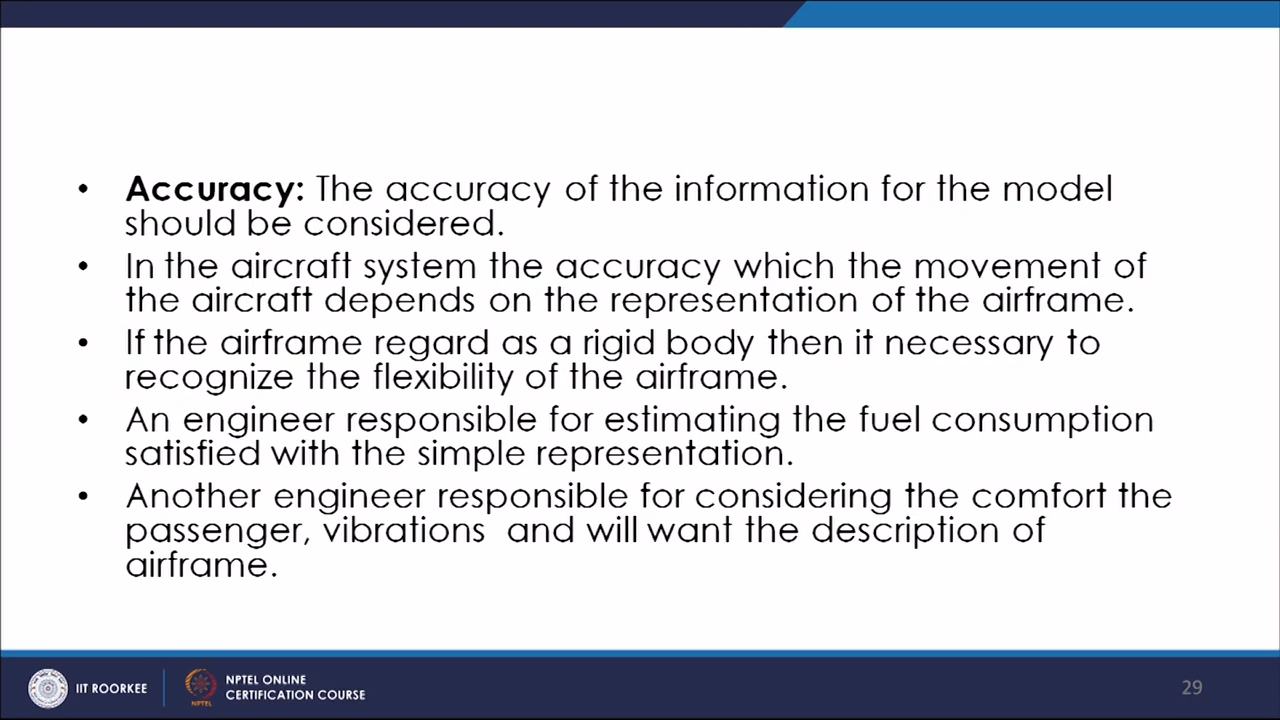 • Accuracy: The accuracy of the information for the model
should be considered.
• In the aircraft system the accuracy which the movement of
the aircraft depends on the representation of the airframe.
• If the airframe regard as a rigid body then it necessary to
recognize the flexibility of the airframe.
• An engineer responsible for estimating the fuel consumption
satisfied with the simple representation.
• Another engineer responsible for considering the comfort the
passenger, vibrations and will want the description of
airframe.
IIT ROORKEE
NPTEL
NPTEL ONLINE
CERTIFICATION COURSE
29